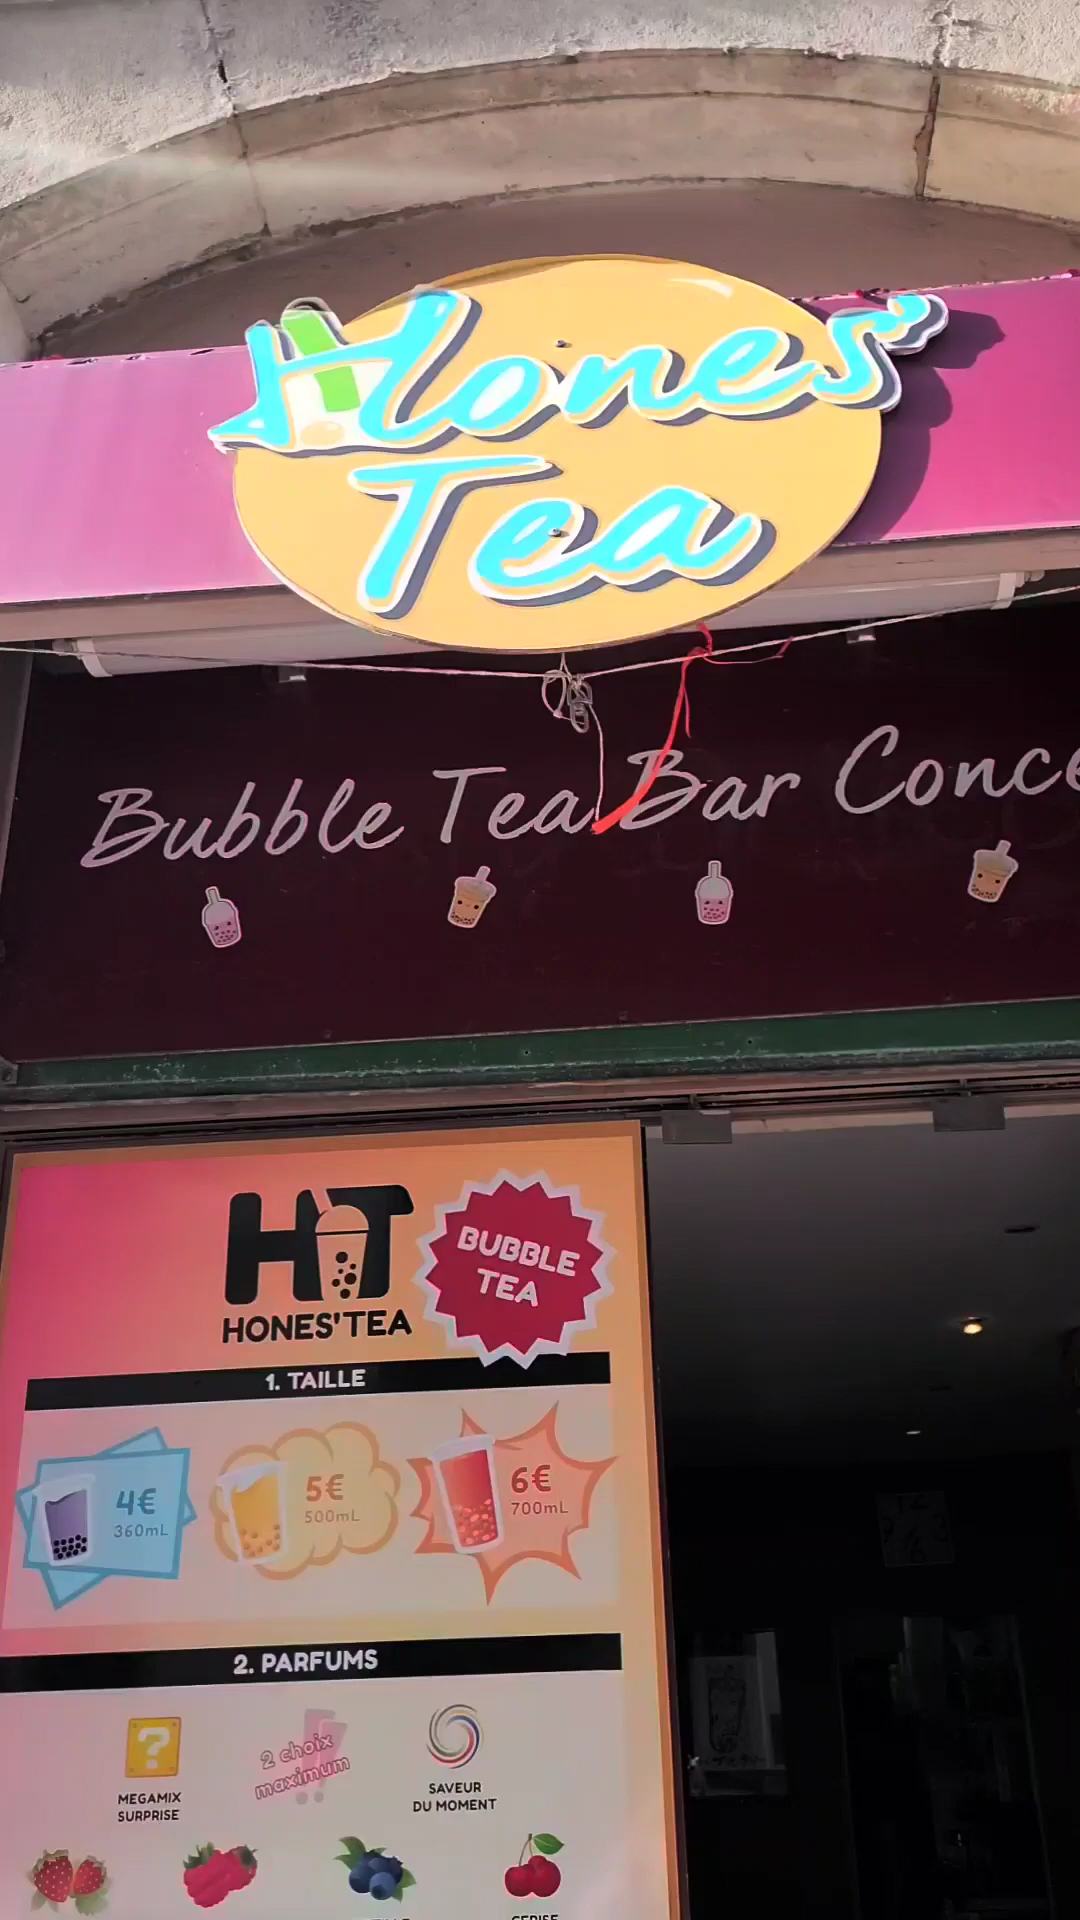 Hones'
Tea
Bubble Tea Bar Conce
HT
HONES'TEA
BUBBLE
TEA
1. TAILLE
4€
360mL
5€
500mL
6€
700mL
2. PARFUMS
?
MEGAMIX
SURPRISE
2 choix
maximum
SAVEUR
DU MOMENT
CERISE